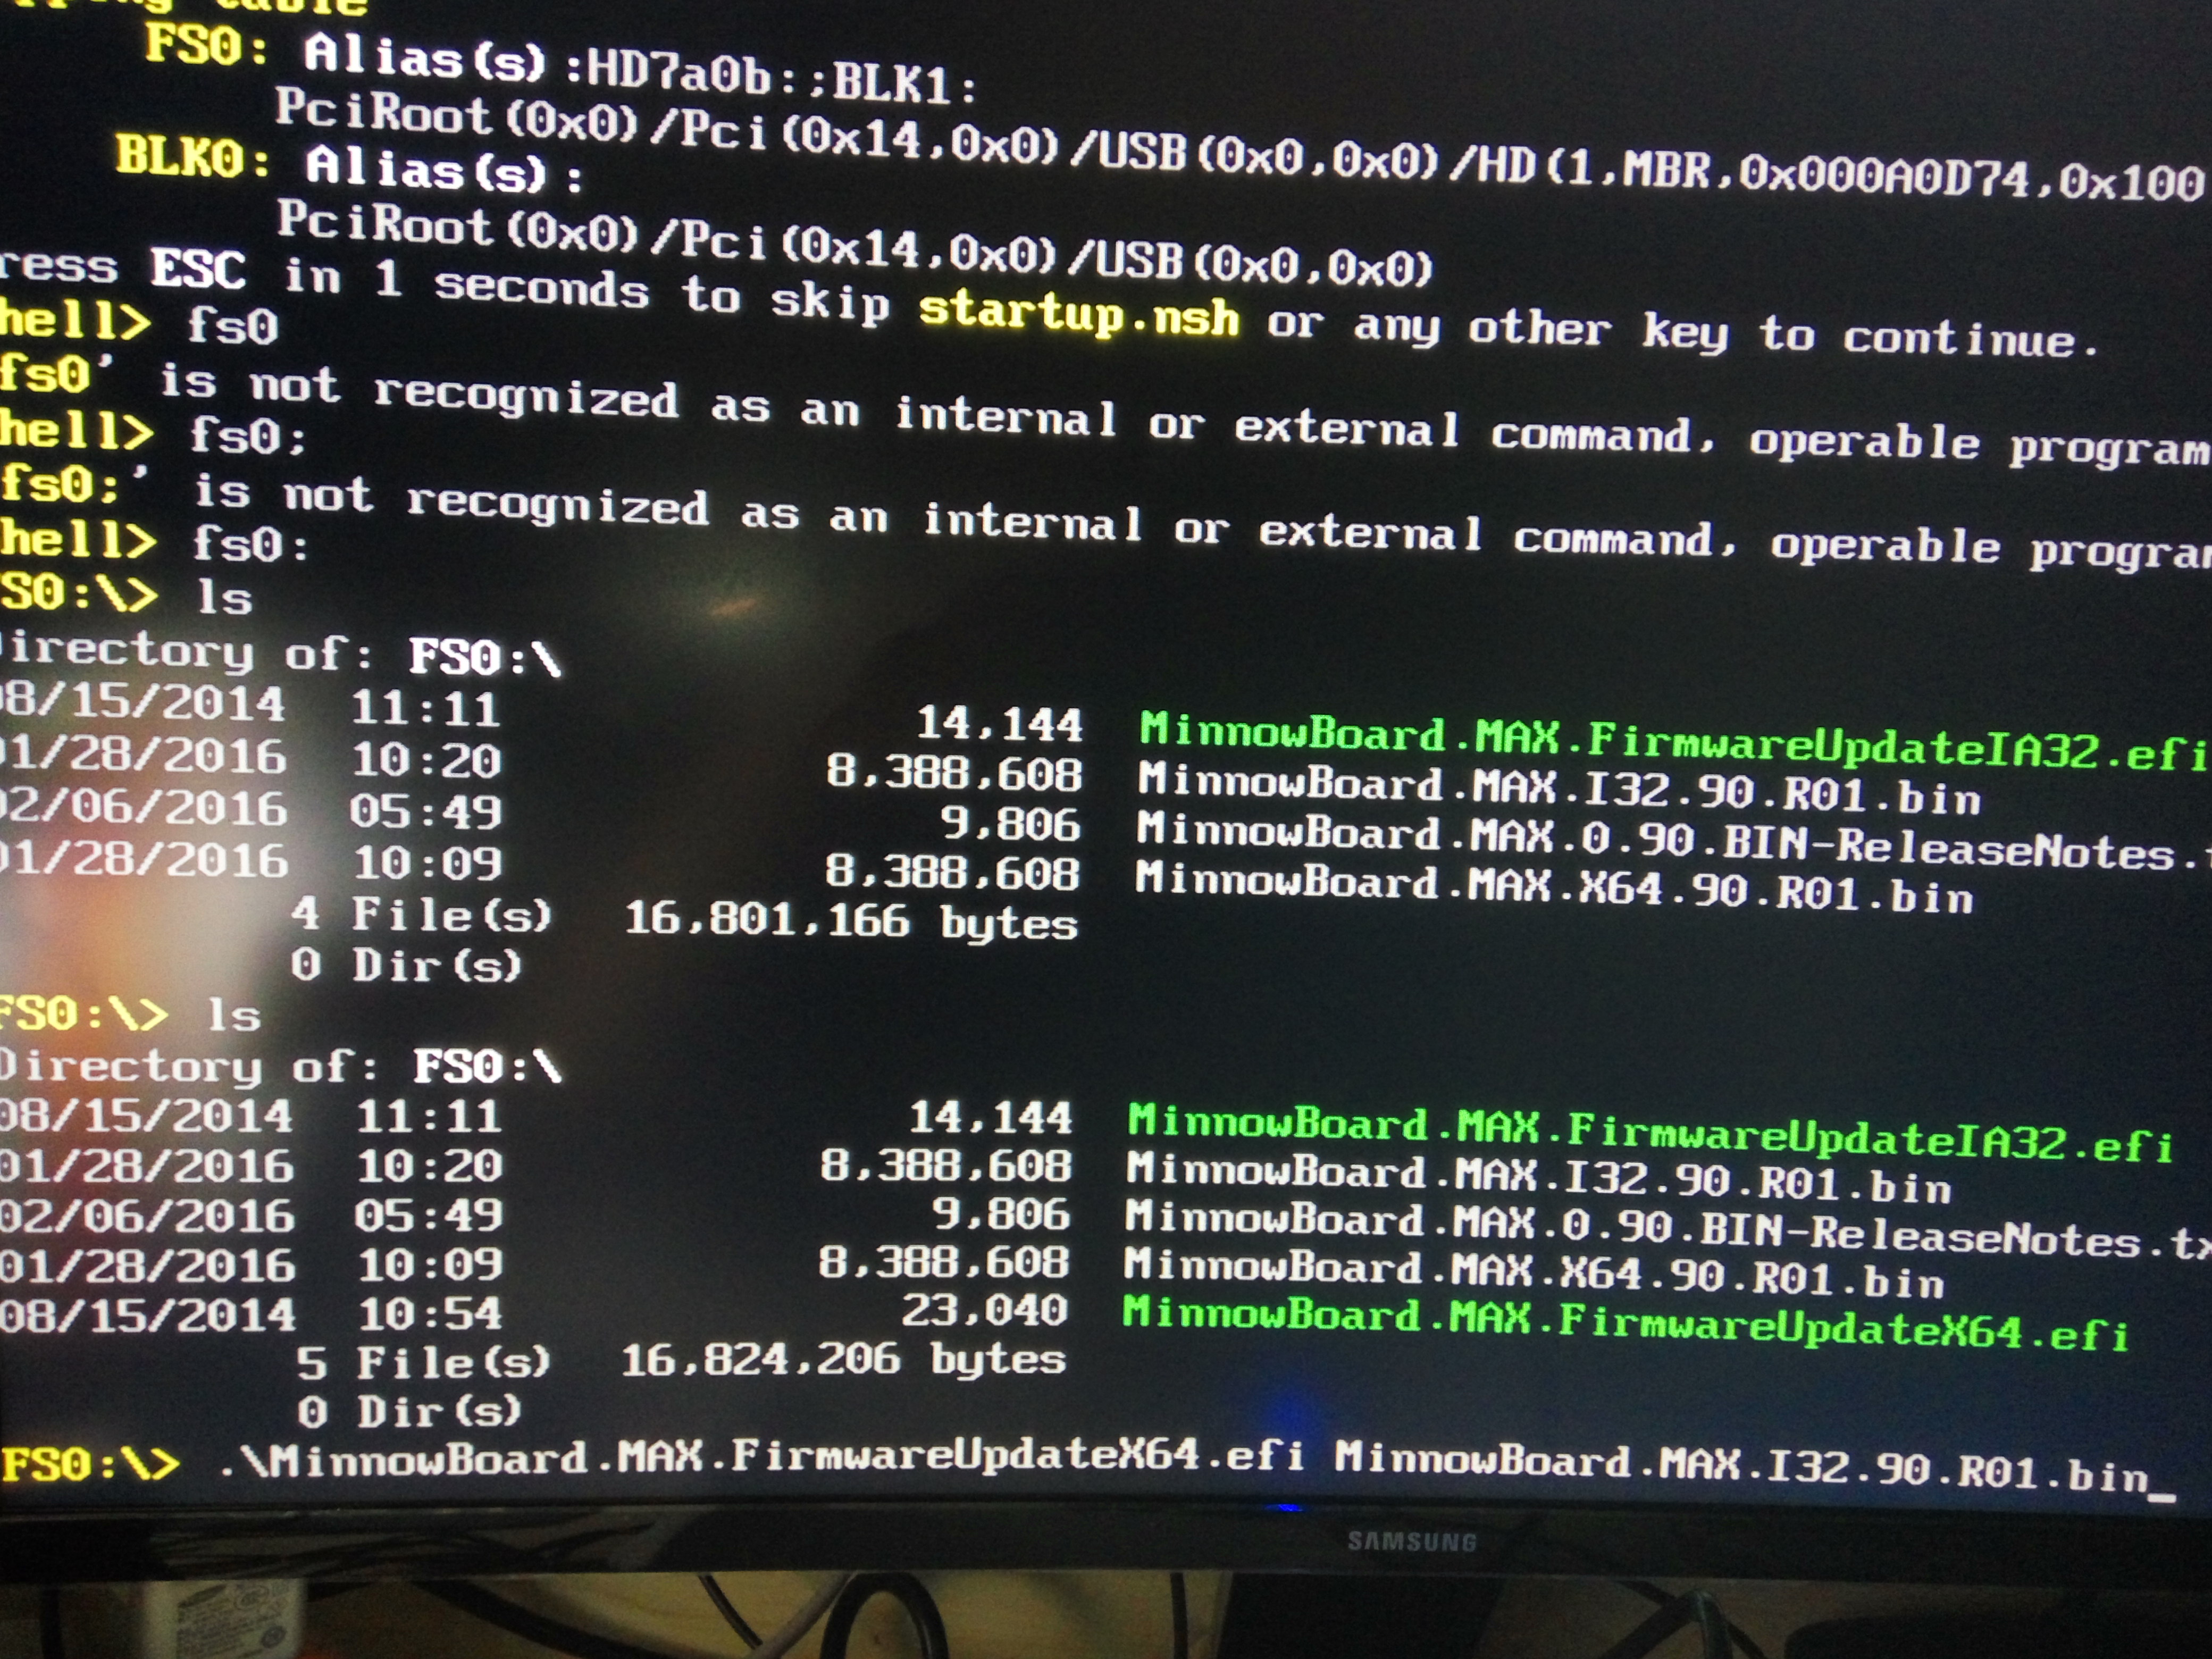 table
FS0: Alias(s):HD7a0b:;BLK1:
PciRoot(0x0)/Pci(0x14,0x0)/USB(0x0,0x0)/HD(1,MBR,0x000A0D74,0x100
BLK0: Alias(s):
PciRoot(0x0)/Pci(0x14,0x0)/USB(0x0,0x0)
ress ESC in 1 seconds to skip startup.nsh or any other key to continue.
hell> fs0
fs0' is not recognized as an internal or external command, operable program
hell> fs0;
fs0;' is not recognized as an internal or external command, operable program
hell> fs0:
S0:\> ls
irectory of: FS0:\
08/15/2014 11:11 14,144 MinnowBoard.MAX.FirmwareUpdateIA32.efi
01/28/2016 10:20 8,388,608 MinnowBoard.MAX.I32.90.R01.bin
02/06/2016 05:49 9,806 MinnowBoard.MAX.0.90.BIN-ReleaseNotes.t
01/28/2016 10:09 8,388,608 MinnowBoard.MAX.X64.90.R01.bin
4 File(s) 16,801,166 bytes
0 Dir(s)
FS0:\> ls
Directory of: FS0:\
08/15/2014 11:11 14,144 MinnowBoard.MAX.FirmwareUpdateIA32.efi
01/28/2016 10:20 8,388,608 MinnowBoard.MAX.I32.90.R01.bin
02/06/2016 05:49 9,806 MinnowBoard.MAX.0.90.BIN-ReleaseNotes.tx
01/28/2016 10:09 8,388,608 MinnowBoard.MAX.X64.90.R01.bin
08/15/2014 10:54 23,040 MinnowBoard.MAX.FirmwareUpdateX64.efi
5 File(s) 16,824,206 bytes
0 Dir(s)
FS0:\> .\MinnowBoard.MAX.FirmwareUpdateX64.efi MinnowBoard.MAX.I32.90.R01.bin_
SAMSUNG